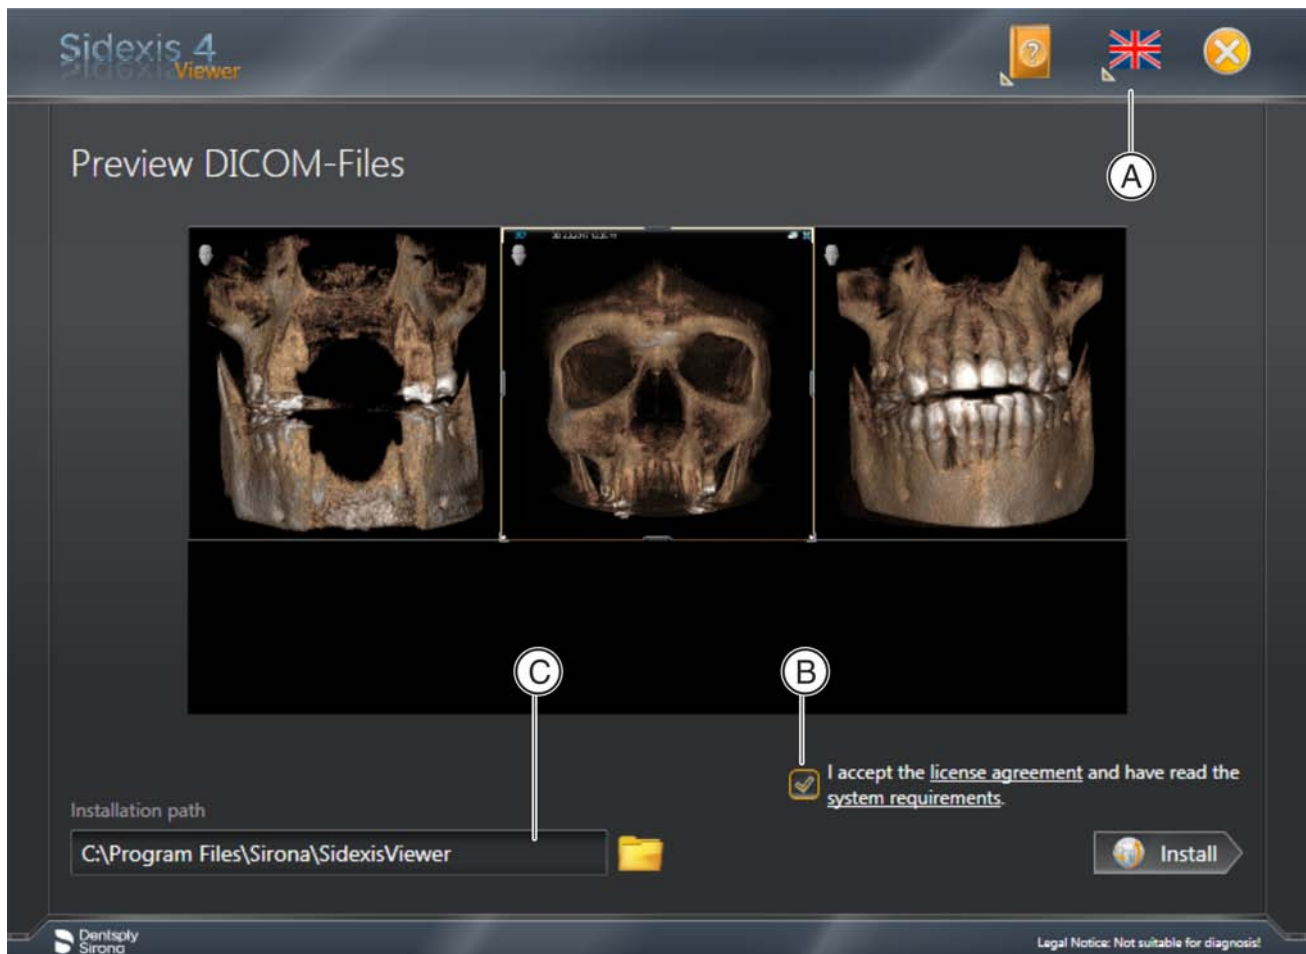 Sidexis 4
Viewer
A
Preview DICOM-Files
3D
C
B
I accept the license agreement and have read the
system requirements.
Installation path
C:\Program Files\Sirona\SidexisViewer
Install
Dentsply
Sirona
Legal Notice: Not suitable for diagnosis!